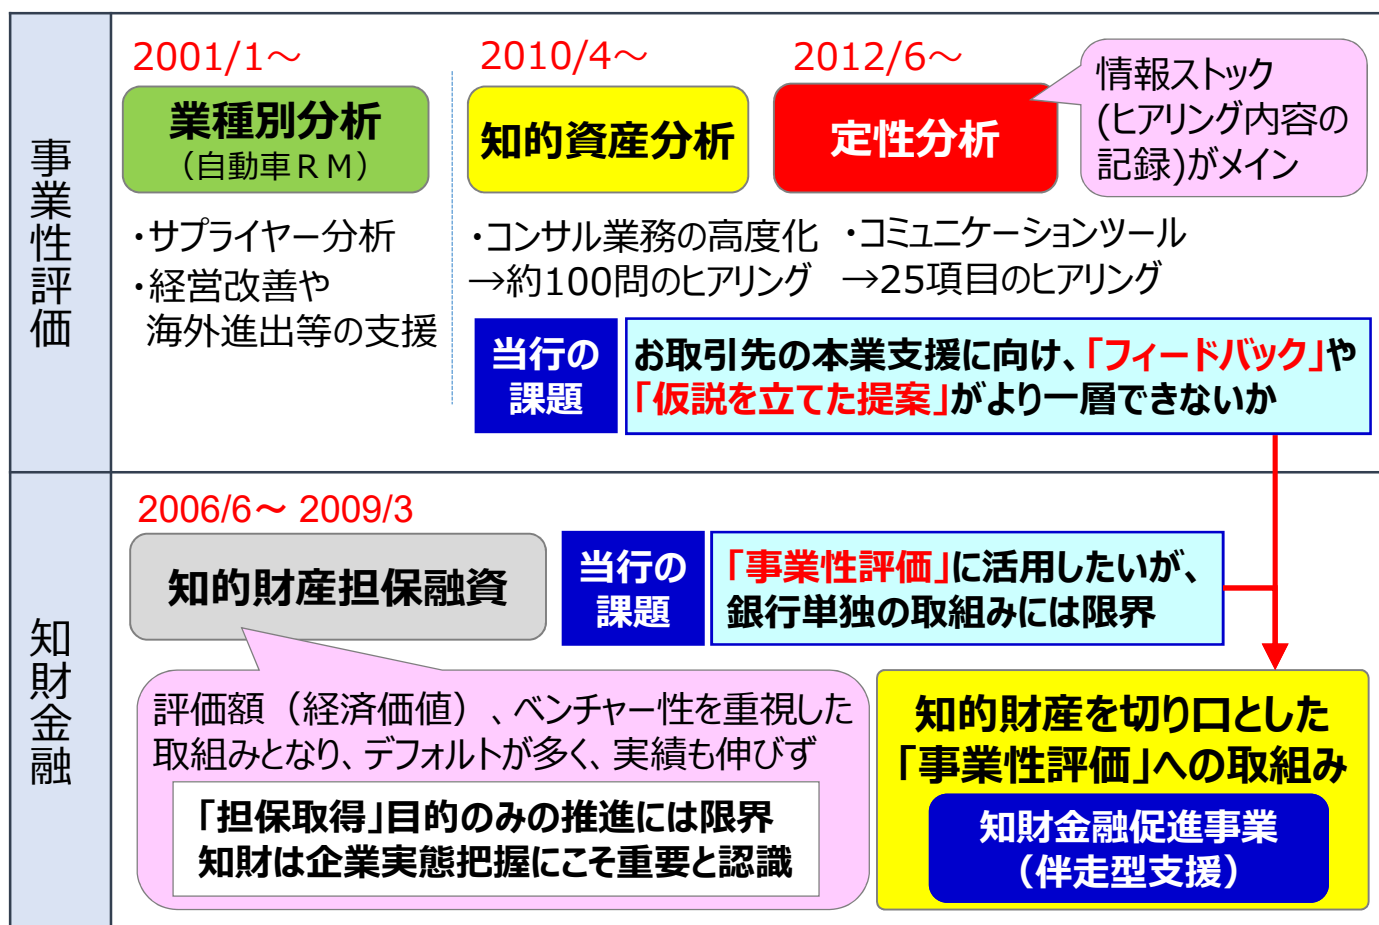 事業性評価
2001/1～
業種別分析
（自動車ＲＭ）
・サプライヤー分析
・経営改善や
海外進出等の支援
2010/4～
知的資産分析
・コンサル業務の高度化
→約100問のヒアリング
2012/6～
定性分析
情報ストック
(ヒアリング内容の
記録)がメイン
・コミュニケーションツール
→25項目のヒアリング
当行の
課題
お取引先の本業支援に向け、「フィードバック」や
「仮説を立てた提案」がより一層できないか
知財金融
2006/6～ 2009/3
知的財産担保融資
当行の
課題
「事業性評価」に活用したいが、
銀行単独の取組みには限界
評価額（経済価値）、ベンチャー性を重視した
取組みとなり、デフォルトが多く、実績も伸びず
「担保取得」目的のみの推進には限界
知財は企業実態把握にこそ重要と認識
知的財産を切り口とした
「事業性評価」への取組み
知財金融促進事業
（伴走型支援）